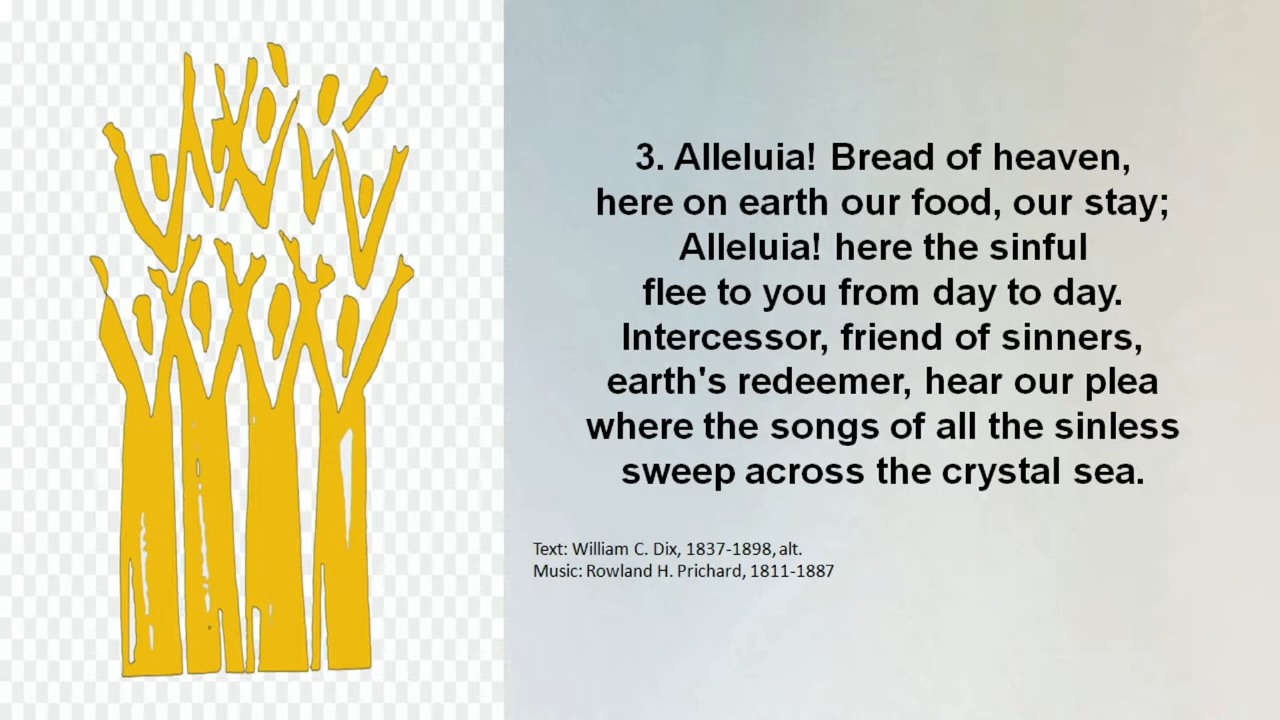 3. Alleluia! Bread of heaven,
here on earth our food, our stay;
Alleluia! here the sinful
flee to you from day to day.
Intercessor, friend of sinners,
earth's redeemer, hear our plea
where the songs of all the sinless
sweep across the crystal sea.
Text: William C. Dix, 1837-1898, alt.
Music: Rowland H. Prichard, 1811-1887